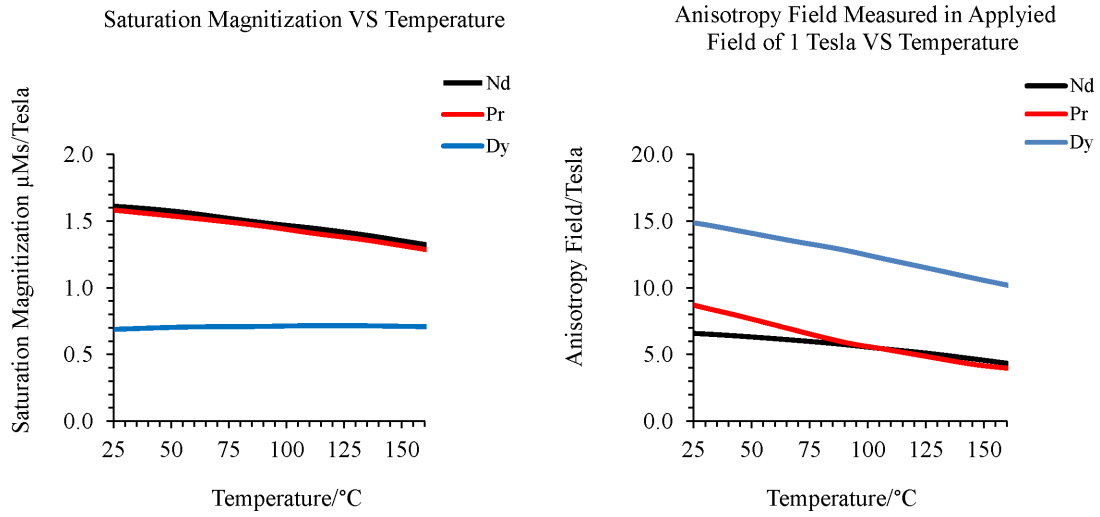 Saturation Magnitization VS Temperature
Nd
Pr
Dy
Saturation Magnitization µMs/Tesla
2.0
1.5
1.0
0.5
0.0
25 50 75 100 125 150
Temperature/°C
Anisotropy Field Measured in Applyied
Field of 1 Tesla VS Temperature
Nd
Pr
Dy
Anisotropy Field/Tesla
20.0
15.0
10.0
5.0
0.0
25 50 75 100 125 150
Temperature/°C